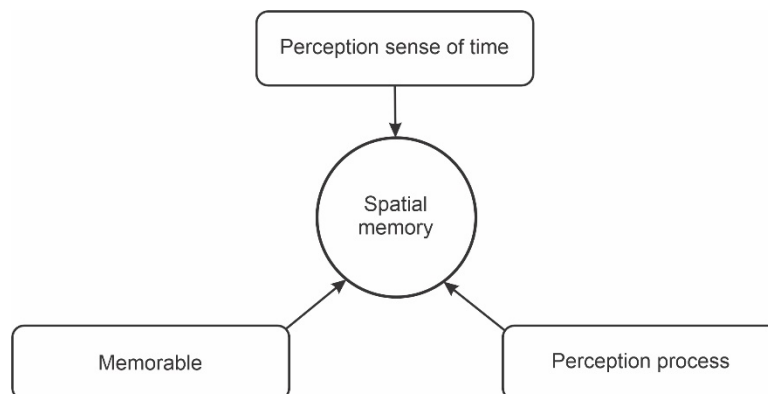 Perception sense of time
Spatial
memory
Memorable
Perception process